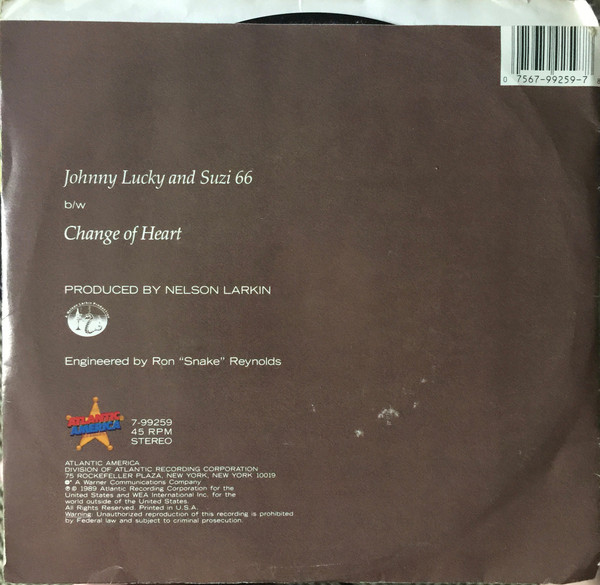 0 7567-99259-7
Johnny Lucky and Suzi 66
b/w
Change of Heart
PRODUCED BY NELSON LARKIN
Engineered by Ron “Snake” Reynolds
ATLANTIC
AMERICA
7-99259
45 RPM
STEREO
ATLANTIC AMERICA
DIVISION OF ATLANTIC RECORDING CORPORATION
75 ROCKEFELLER PLAZA, NEW YORK, NEW YORK 10019
A Warner Communications Company
℗ © 1989 Atlantic Recording Corporation for the
United States and WEA International Inc. for the
world outside of the United States.
All Rights Reserved. Printed in U.S.A.
Warning: Unauthorized reproduction of this recording is prohibited
by Federal law and subject to criminal prosecution.